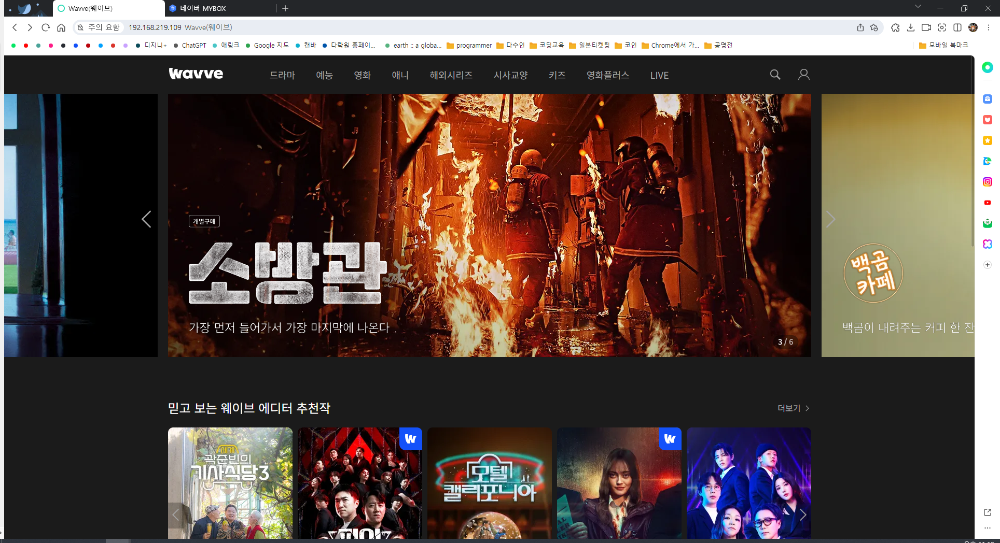 Wavve(웨이브)
네이버 MYBOX
주의 요함
192.168.219.109
Wavve(웨이브)
디지니+
ChatGPT
애링크
Google 지도
캔바
다락원 홈페이...
earth :: a globa...
programmer
다수인
코딩교육
일본티켓팅
코인
Chrome에서 가...
공명전
모바일 북마크
wavve
드라마
예능
영화
애니
해외시리즈
시사교양
키즈
영화플러스
LIVE
개별구매
소방관
가장 먼저 들어가서 가장 마지막에 나온다
3 / 6
백곰
카페
백곰이 내려주는 커피 한 잔
믿고 보는 웨이브 에디터 추천작
더보기
세계
곽준빈의
기사식당3
W
모텔
캘리포니아
W